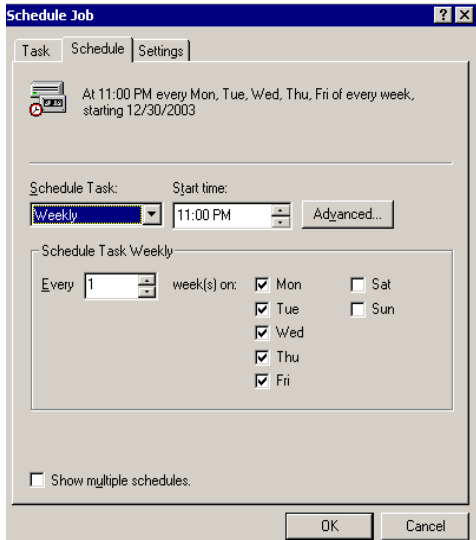 Schedule Job
Task Schedule Settings
At 11:00 PM every Mon, Tue, Wed, Thu, Fri of every week,
starting 12/30/2003
Schedule Task: Start time:
Weekly 11:00 PM Advanced...
Schedule Task Weekly
Every 1 week(s) on: Mon Sat
Tue Sun
Wed
Thu
Fri
Show multiple schedules.
OK Cancel